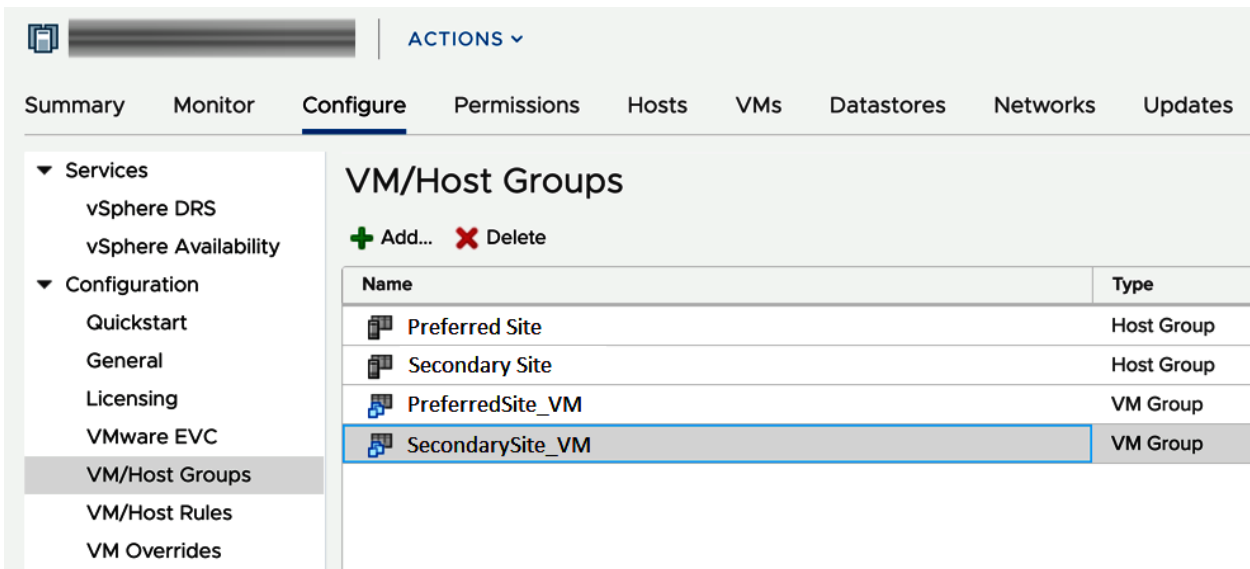 ACTIONS
Summary Monitor Configure Permissions Hosts VMs Datastores Networks Updates
Services
vSphere DRS
vSphere Availability
Configuration
Quickstart
General
Licensing
VMware EVC
VM/Host Groups
VM/Host Rules
VM Overrides
VM/Host Groups
Add... Delete
Name Type
Preferred Site Host Group
Secondary Site Host Group
PreferredSite_VM VM Group
SecondarySite_VM VM Group